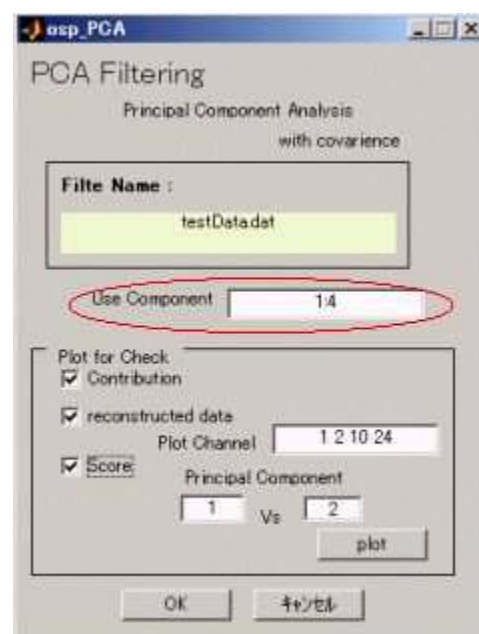 osp_PCA
PCA Filtering
Principal Component Analysis
with covarience
Filte Name :
testData.dat
Use Component 1:4
Plot for Check
Contribution
reconstructed data
Plot Channel 1 2 10 24
Score
Principal Component
1 Vs 2
plot
OK キャンセル